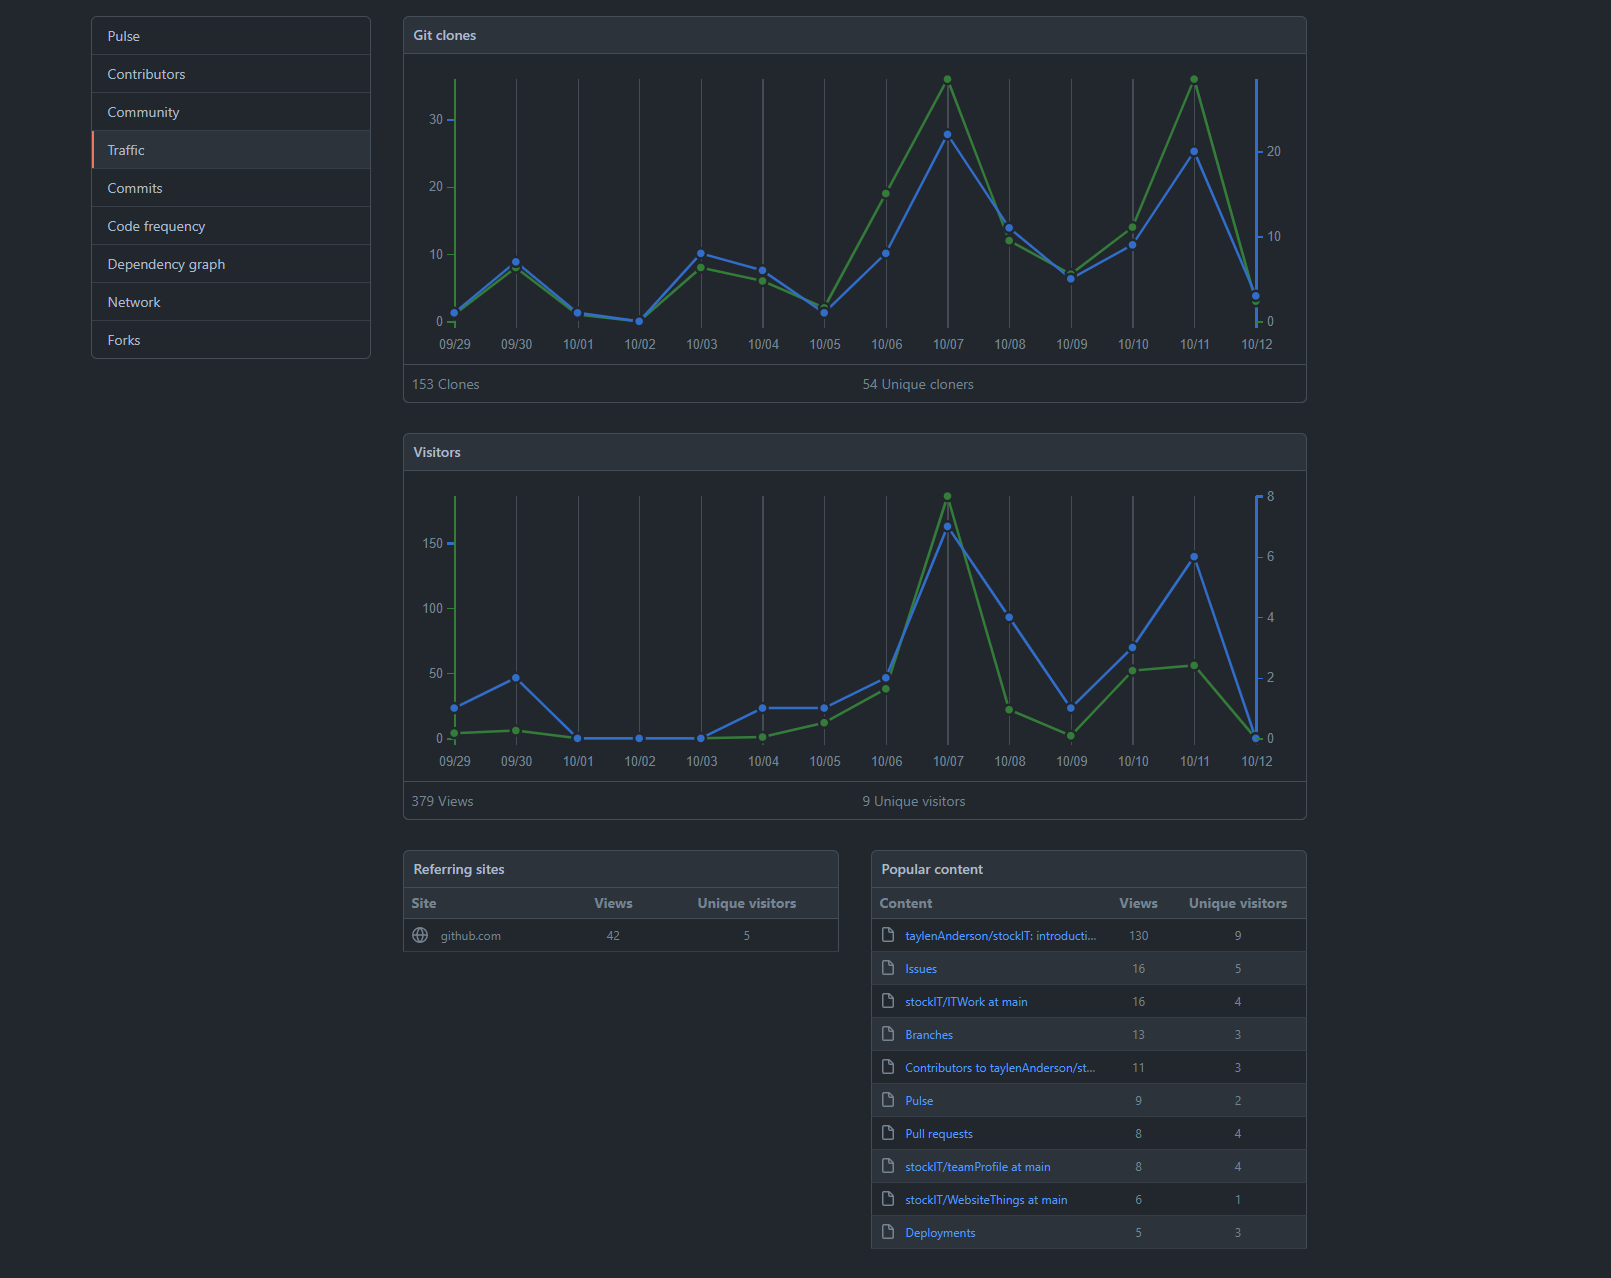 Pulse
Contributors
Community
Traffic
Commits
Code frequency
Dependency graph
Network
Forks
Git clones
30
20
10
0
20
10
0
09/29 09/30 10/01 10/02 10/03 10/04 10/05 10/06 10/07 10/08 10/09 10/10 10/11 10/12
153 Clones 54 Unique cloners
Visitors
150
100
50
0
8
6
4
2
0
09/29 09/30 10/01 10/02 10/03 10/04 10/05 10/06 10/07 10/08 10/09 10/10 10/11 10/12
379 Views 9 Unique visitors
Referring sites
Site Views Unique visitors
github.com 42 5
Popular content
Content Views Unique visitors
taylenAnderson/stockIT: introducti... 130 9
Issues 16 5
stockIT/ITWork at main 16 4
Branches 13 3
Contributors to taylenAnderson/st... 11 3
Pulse 9 2
Pull requests 8 4
stockIT/teamProfile at main 8 4
stockIT/WebsiteThings at main 6 1
Deployments 5 3